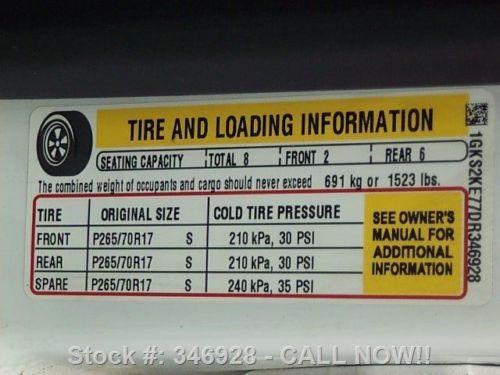 TIRE AND LOADING INFORMATION
SEATING CAPACITY TOTAL 8 FRONT 2 REAR 6
The combined weight of occupants and cargo should never exceed 691 kg or 1523 lbs.
TIRE ORIGINAL SIZE COLD TIRE PRESSURE
FRONT P265/70R17 S 210 kPa, 30 PSI
REAR P265/70R17 S 210 kPa, 30 PSI
SPARE P265/70R17 S 240 kPa, 35 PSI
SEE OWNER'S
MANUAL FOR
ADDITIONAL
INFORMATION
1GKS2KE77DR346928
Stock #: 346928 - CALL NOW!!